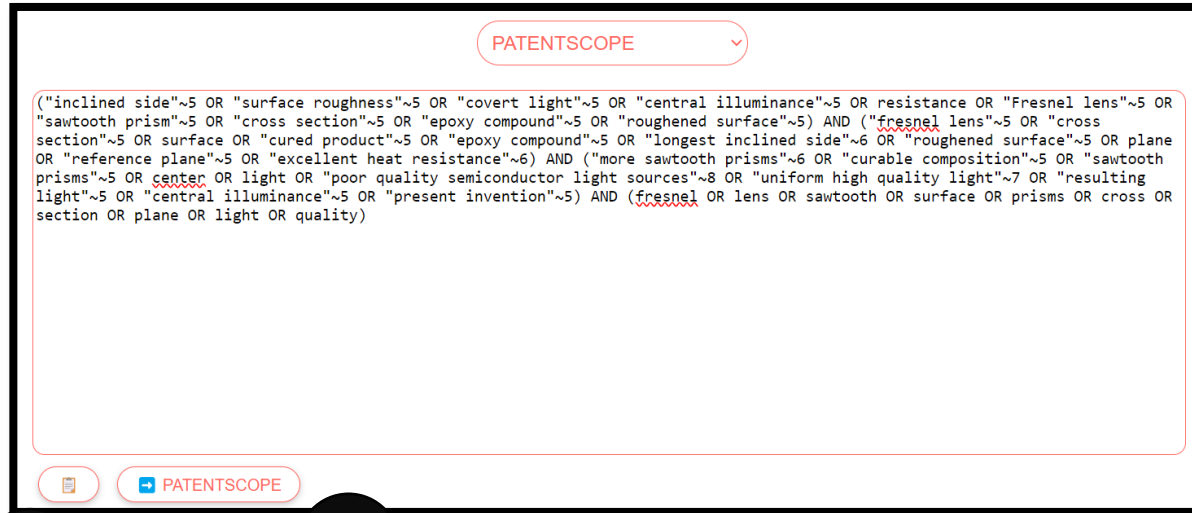 PATENTSCOPE
("inclined side"~5 OR "surface roughness"~5 OR "covert light"~5 OR "central illuminance"~5 OR resistance OR "Fresnel lens"~5 OR
"sawtooth prism"~5 OR "cross section"~5 OR "epoxy compound"~5 OR "roughened surface"~5) AND ("fresnel lens"~5 OR "cross
section"~5 OR surface OR "cured product"~5 OR "epoxy compound"~5 OR "longest inclined side"~6 OR "roughened surface"~5 OR plane
OR "reference plane"~5 OR "excellent heat resistance"~6) AND ("more sawtooth prisms"~6 OR "curable composition"~5 OR "sawtooth
prisms"~5 OR center OR light OR "poor quality semiconductor light sources"~8 OR "uniform high quality light"~7 OR "resulting
light"~5 OR "central illuminance"~5 OR "present invention"~5) AND (fresnel OR lens OR sawtooth OR surface OR prisms OR cross OR
section OR plane OR light OR quality)
PATENTSCOPE